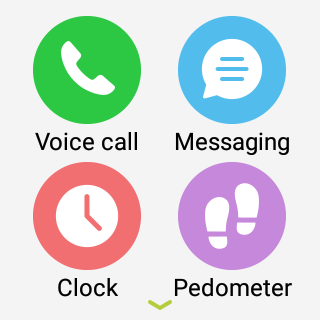 Voice call
Messaging
Clock
Pedometer